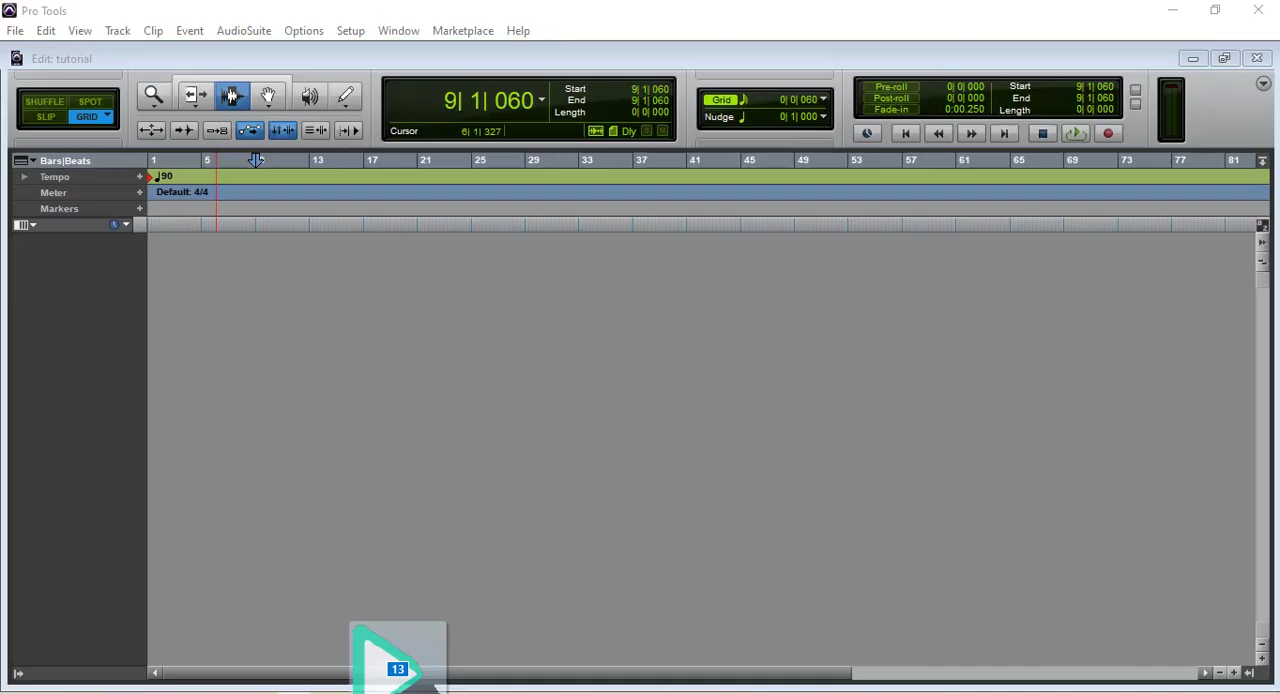 Pro Tools
File Edit View Track Clip Event AudioSuite Options Setup Window Marketplace Help
Edit: tutorial
SHUFFLE SPOT
SLIP GRID
9| 1| 060
Start 9| 1| 060
End 9| 1| 060
Length 0| 0| 000
Cursor 6| 1| 327
Dly
Grid 0| 0| 060
Nudge 0| 1| 000
Pre-roll 0| 0| 000
Post-roll 0| 0| 000
Fade-in 0:00.250
Start 9| 1| 060
End 9| 1| 060
Length 0| 0| 000
Bars|Beats 1 5 13 17 21 25 29 33 37 41 45 49 53 57 61 65 69 73 77 81
Tempo + 90
Meter + Default: 4/4
Markers +
a z
13